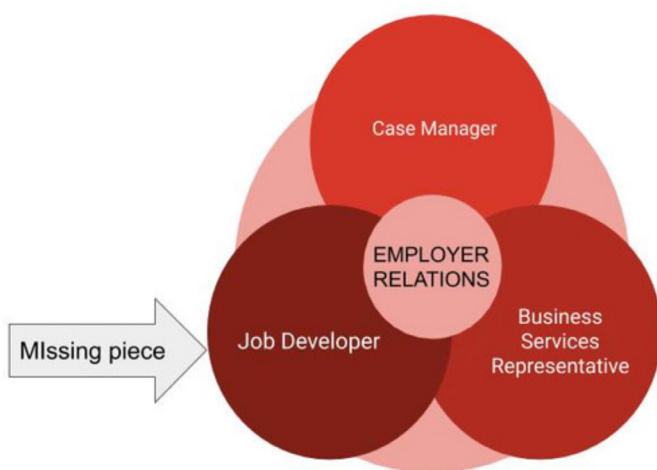 Case Manager
EMPLOYER
RELATIONS
Job Developer
Business
Services
Representative
MIssing piece